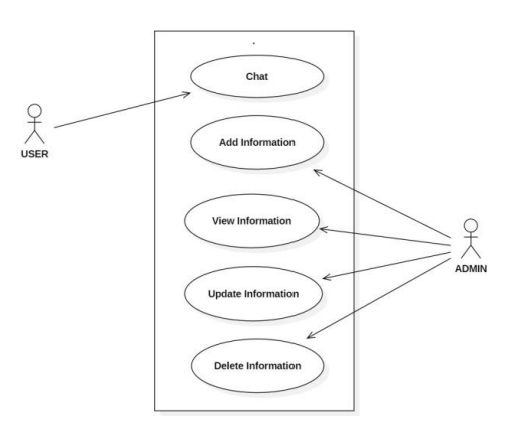 .
Chat
USER
Add Information
View Information
ADMIN
Update Information
Delete Information